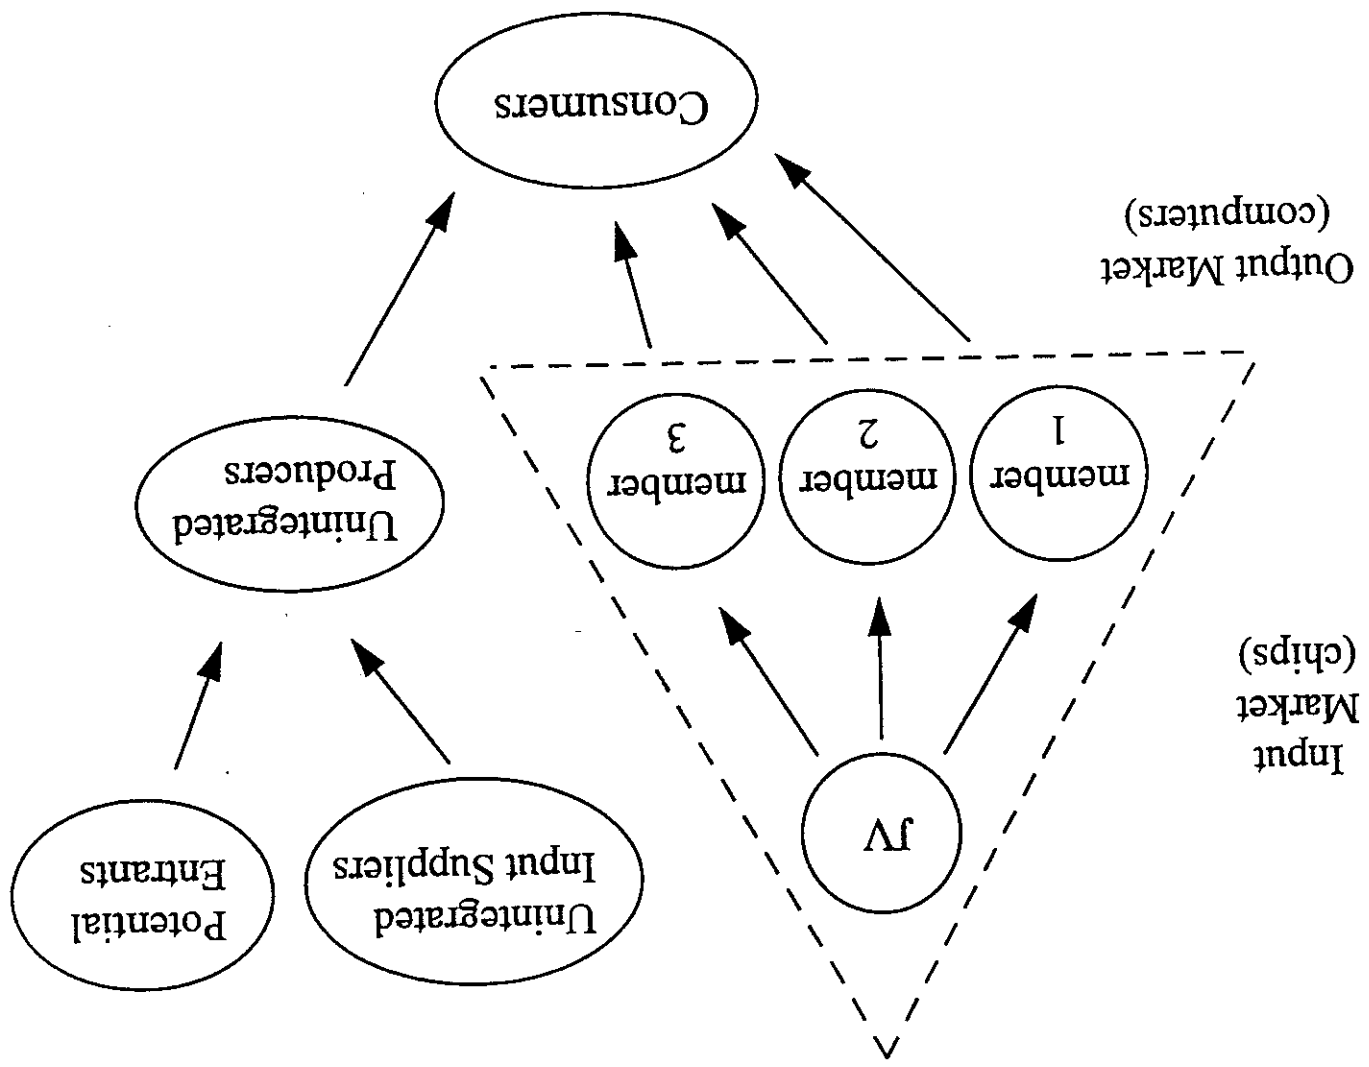 Input
Market
(chips)
JV
Unintegrated
Input Suppliers
Potential
Entrants
member
1
member
2
member
3
Unintegrated
Producers
Output Market
(computers)
Consumers